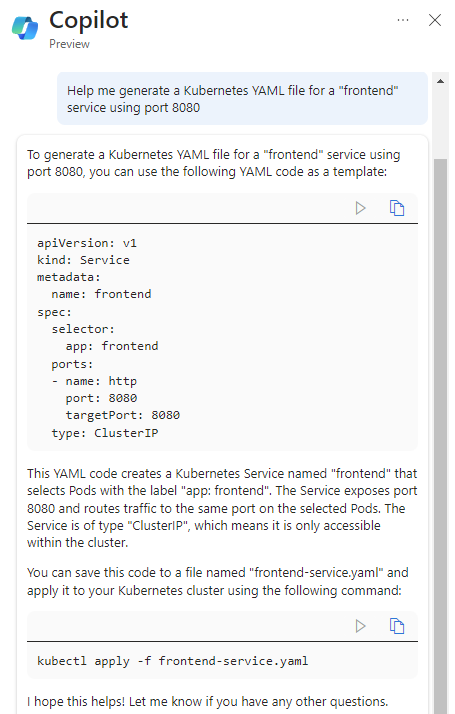 Copilot
Preview
Help me generate a Kubernetes YAML file for a "frontend"
service using port 8080
To generate a Kubernetes YAML file for a "frontend" service using
port 8080, you can use the following YAML code as a template:
apiVersion: v1
kind: Service
metadata:
  name: frontend
spec:
  selector:
    app: frontend
  ports:
  - name: http
    port: 8080
    targetPort: 8080
  type: ClusterIP
This YAML code creates a Kubernetes Service named "frontend" that
selects Pods with the label "app: frontend". The Service exposes port
8080 and routes traffic to the same port on the selected Pods. The
Service is of type "ClusterIP", which means it is only accessible
within the cluster.
You can save this code to a file named "frontend-service.yaml" and
apply it to your Kubernetes cluster using the following command:
kubectl apply -f frontend-service.yaml
I hope this helps! Let me know if you have any other questions.